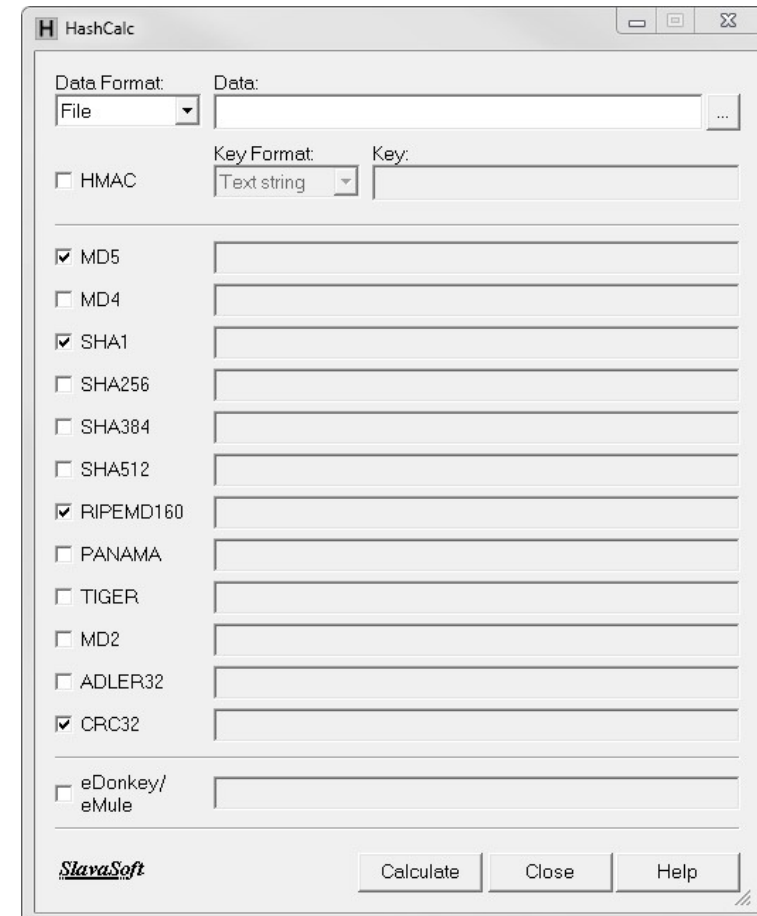 H HashCalc
Data Format: Data:
File ...
Key Format: Key:
HMAC Text string
MD5
MD4
SHA1
SHA256
SHA384
SHA512
RIPEMD160
PANAMA
TIGER
MD2
ADLER32
CRC32
eDonkey/
eMule
SlavaSoft Calculate Close Help